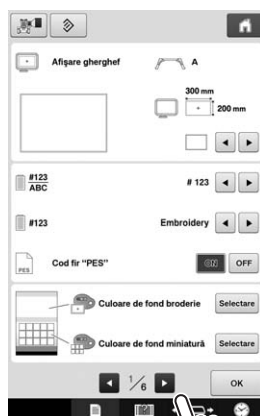 Afișare gherghef
A
300 mm
200 mm
#123
ABC
# 123
#123
Embroidery
PES
Cod fir "PES"
ON
OFF
Culoare de fond broderie
Selectare
Culoare de fond miniatură
Selectare
1/6
OK